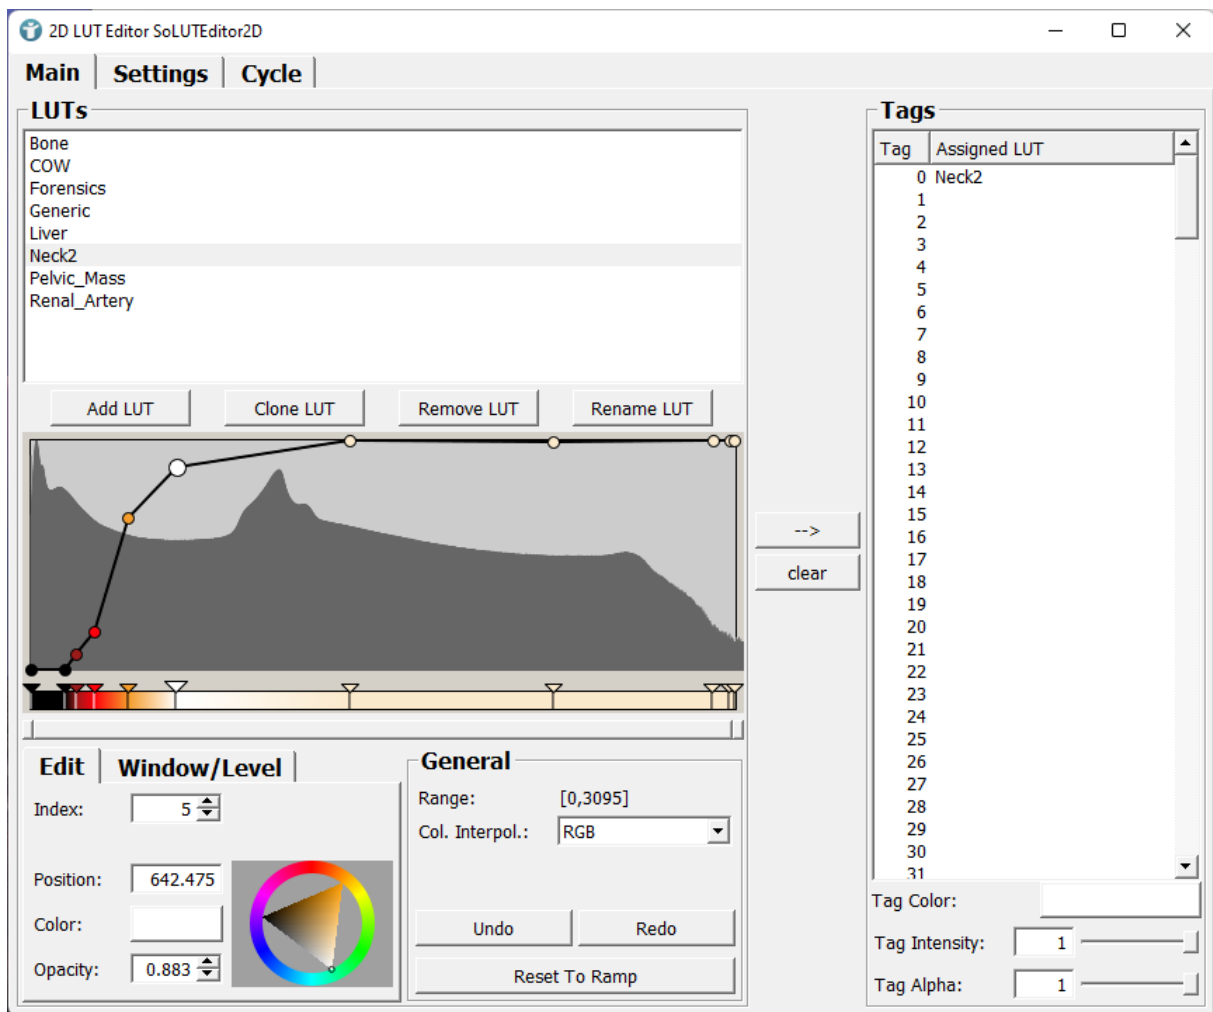 2D LUT Editor SoLUTEditor2D
Main Settings Cycle
LUTs
Bone
COW
Forensics
Generic
Liver
Neck2
Pelvic_Mass
Renal_Artery
Add LUT Clone LUT Remove LUT Rename LUT
-->
clear
Edit Window/Level
Index: 5
Position: 642.475
Color:
Opacity: 0.883
General
Range: [0,3095]
Col. Interpol.: RGB
Undo Redo
Reset To Ramp
Tags
Tag Assigned LUT
0 Neck2
1
2
3
4
5
6
7
8
9
10
11
12
13
14
15
16
17
18
19
20
21
22
23
24
25
26
27
28
29
30
31
Tag Color:
Tag Intensity: 1
Tag Alpha: 1